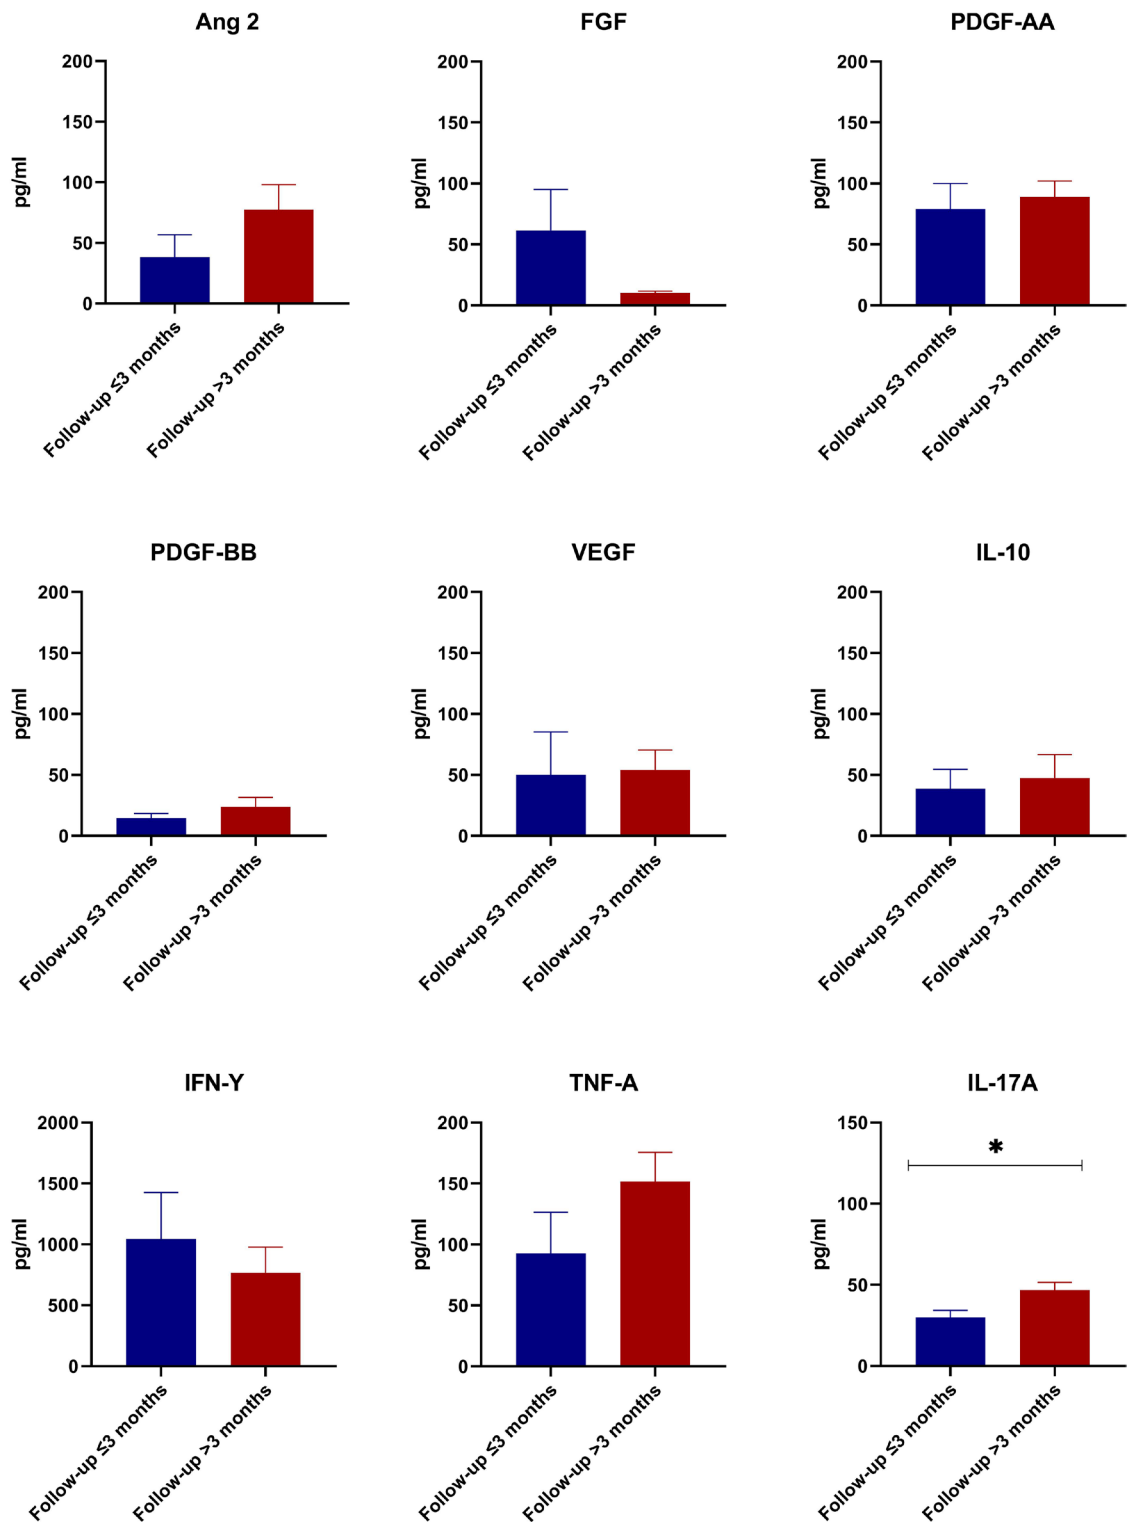 Ang 2
200
150
100
50
0
pg/ml
Follow-up ≤3 months
Follow-up >3 months
FGF
200
150
100
50
0
pg/ml
Follow-up ≤3 months
Follow-up >3 months
PDGF-AA
200
150
100
50
0
pg/ml
Follow-up ≤3 months
Follow-up >3 months
PDGF-BB
200
150
100
50
0
pg/ml
Follow-up ≤3 months
Follow-up >3 months
VEGF
200
150
100
50
0
pg/ml
Follow-up ≤3 months
Follow-up >3 months
IL-10
200
150
100
50
0
pg/ml
Follow-up ≤3 months
Follow-up >3 months
IFN-Y
2000
1500
1000
500
0
pg/ml
Follow-up ≤3 months
Follow-up >3 months
TNF-A
200
150
100
50
0
pg/ml
Follow-up ≤3 months
Follow-up >3 months
IL-17A
150
100
50
0
pg/ml
*
Follow-up ≤3 months
Follow-up >3 months